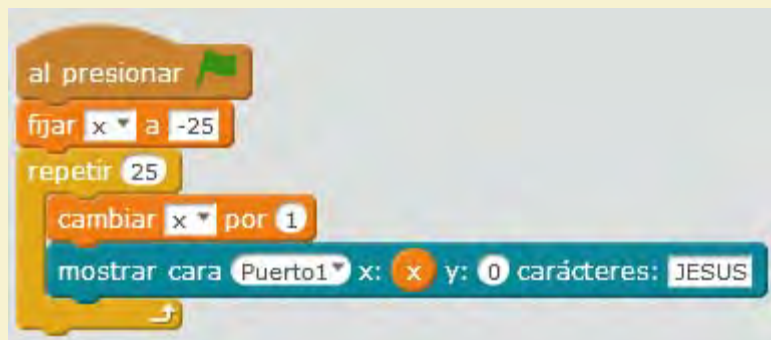 al presionar
fijar x a -25
repetir 25
cambiar x por 1
mostrar cara Puerto1 x: x y: 0 carácteres: JESUS